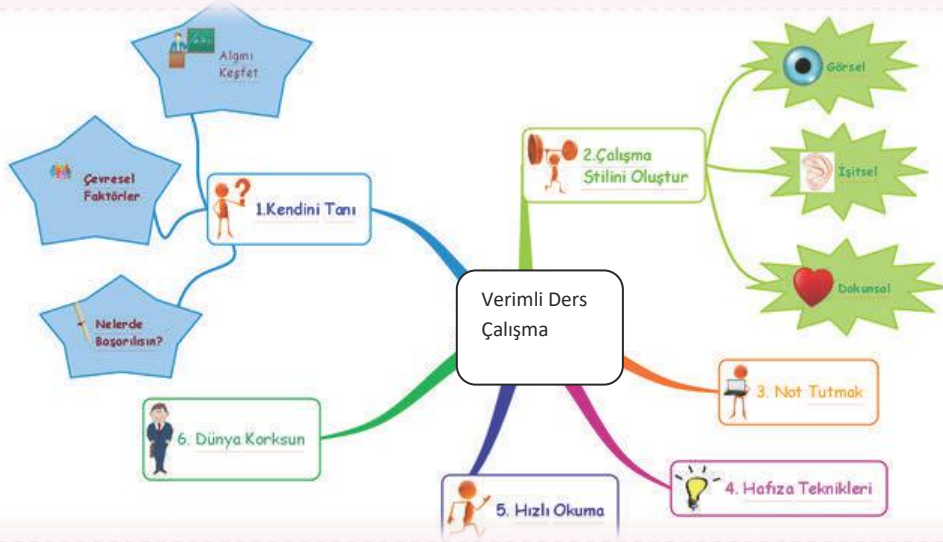 Verimli Ders
Çalışma
1.Kendini Tanı
Algını
Keşfet
Çevresel
Faktörler
Nelerde
Başarılısın?
2.Çalışma
Stilini Oluştur
Görsel
İşitsel
Dokunsal
3. Not Tutmak
4. Hafıza Teknikleri
5. Hızlı Okuma
6. Dünya Korksun